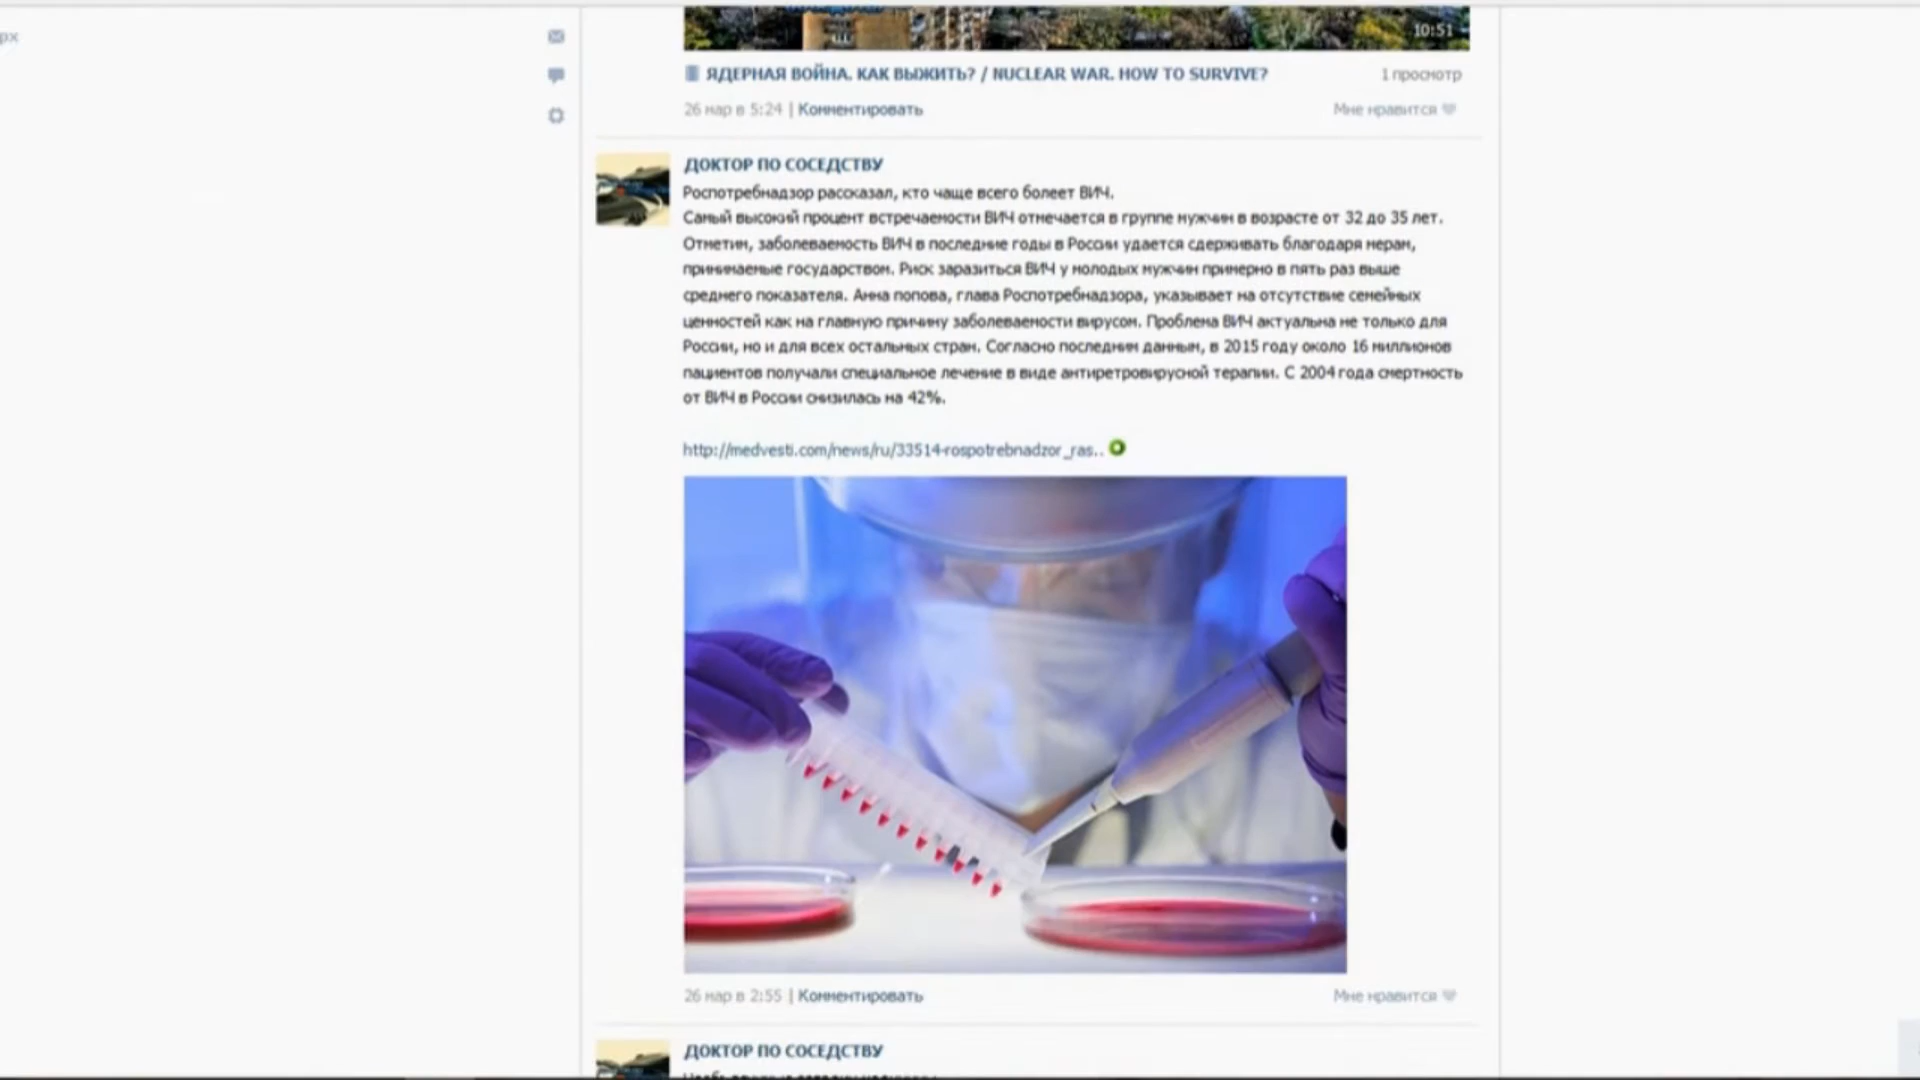 рх
10:51
ЯДЕРНАЯ ВОЙНА. КАК ВЫЖИТЬ? / NUCLEAR WAR. HOW TO SURVIVE?
1 просмотр
26 мар в 5:24 | Комментировать
Мне нравится
ДОКТОР ПО СОСЕДСТВУ
Роспотребнадзор рассказал, кто чаще всего болеет ВИЧ.
Самый высокий процент встречаемости ВИЧ отмечается в группе мужчин в возрасте от 32 до 35 лет.
Отметим, заболеваемость ВИЧ в последние годы в России удается сдерживать благодаря мерам,
принимаемые государством. Риск заразиться ВИЧ у молодых мужчин примерно в пять раз выше
среднего показателя. Анна попова, глава Роспотребнадзора, указывает на отсутствие семейных
ценностей как на главную причину заболеваемости вирусом. Проблема ВИЧ актуальна не только для
России, но и для всех остальных стран. Согласно последним данным, в 2015 году около 16 миллионов
пациентов получали специальное лечение в виде антиретровирусной терапии. С 2004 года смертность
от ВИЧ в России снизилась на 42%.
http://medvesti.com/news/ru/33514-rospotrebnadzor_ras..
26 мар в 2:55 | Комментировать
Мне нравится
ДОКТОР ПО СОСЕДСТВУ